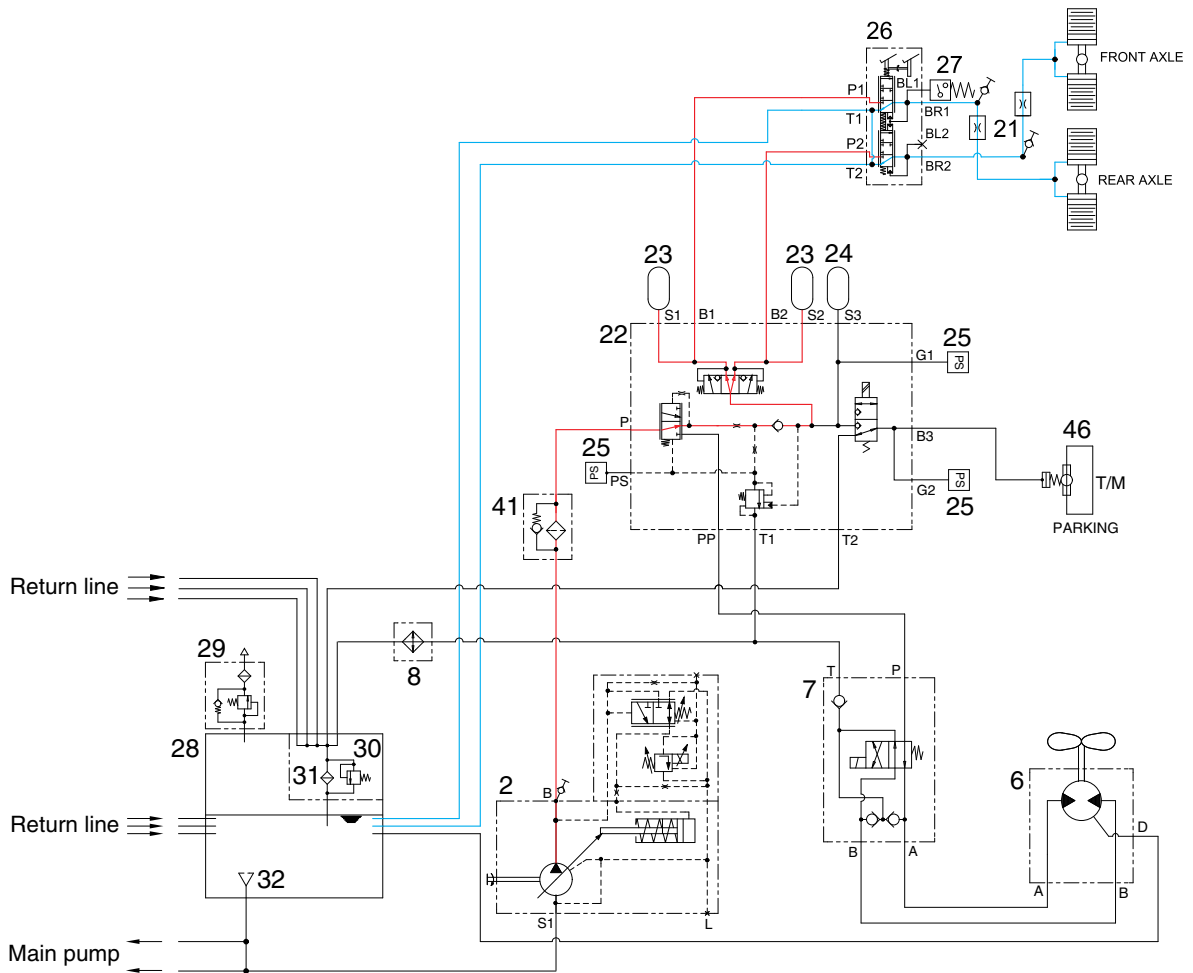 26
27
P1
BL1
FRONT AXLE
T1
BR1
21
P2
BL2
T2
BR2
REAR AXLE
23
23
24
S1
B1
B2
S2
S3
22
G1
25
PS
P
B3
46
25
PS
PS
G2
PS
25
T/M
PARKING
41
PP
T1
T2
Return line
29
8
T
P
7
28
30
31
2
B
6
Return line
D
32
B
A
A
B
S1
L
Main pump